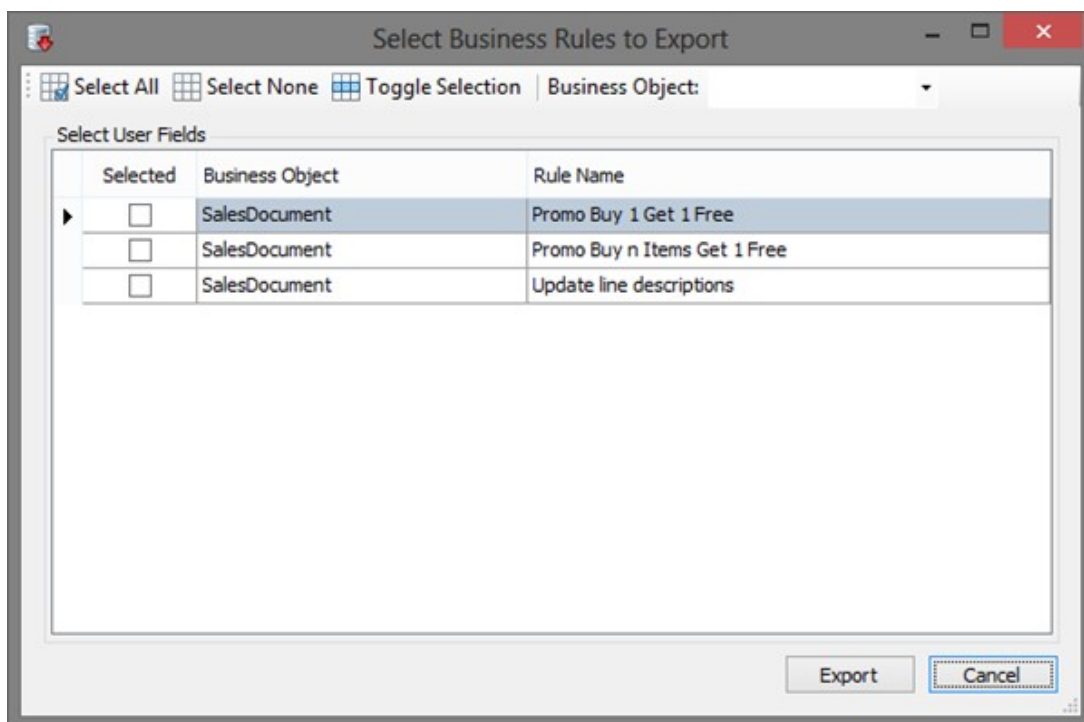 Select Business Rules to Export
Select All Select None Toggle Selection Business Object:
Select User Fields
Selected Business Object Rule Name
SalesDocument Promo Buy 1 Get 1 Free
SalesDocument Promo Buy n Items Get 1 Free
SalesDocument Update line descriptions
Export Cancel